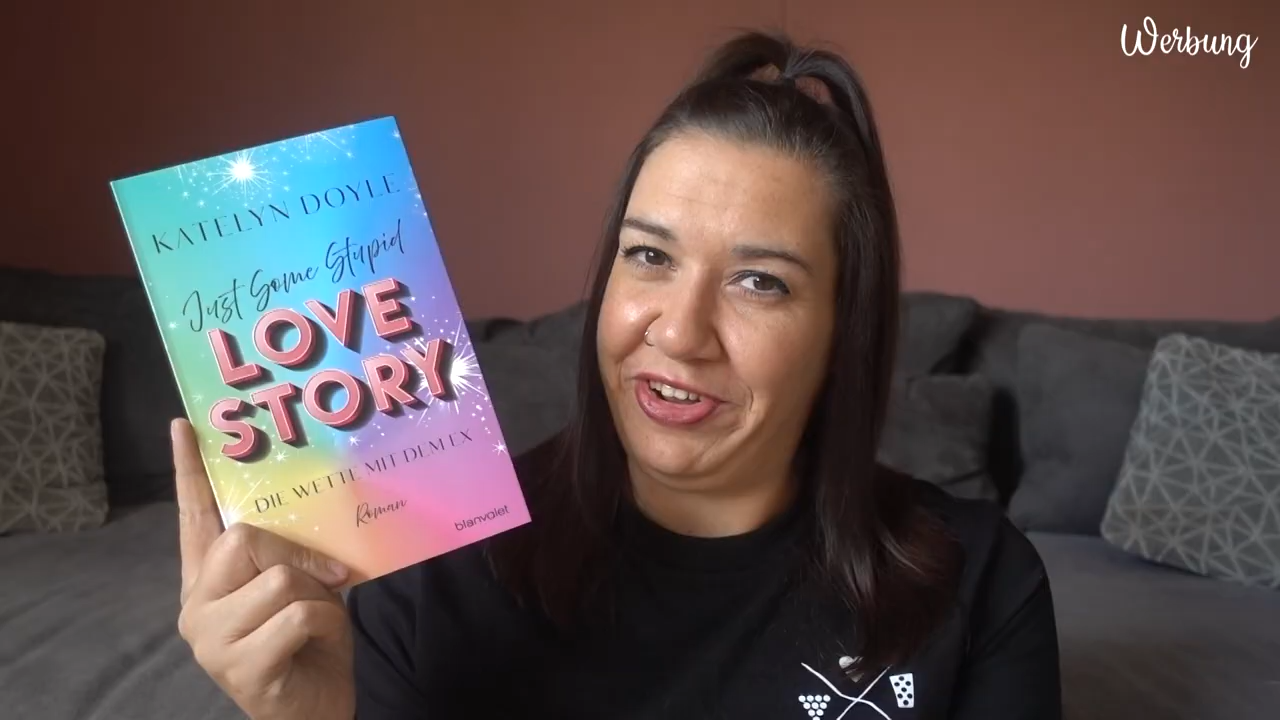 Werbung
KATELYN DOYLE
Just Some Stupid
LOVE
STORY
DIE WETTE MIT DEM EX
Roman
blanvalet